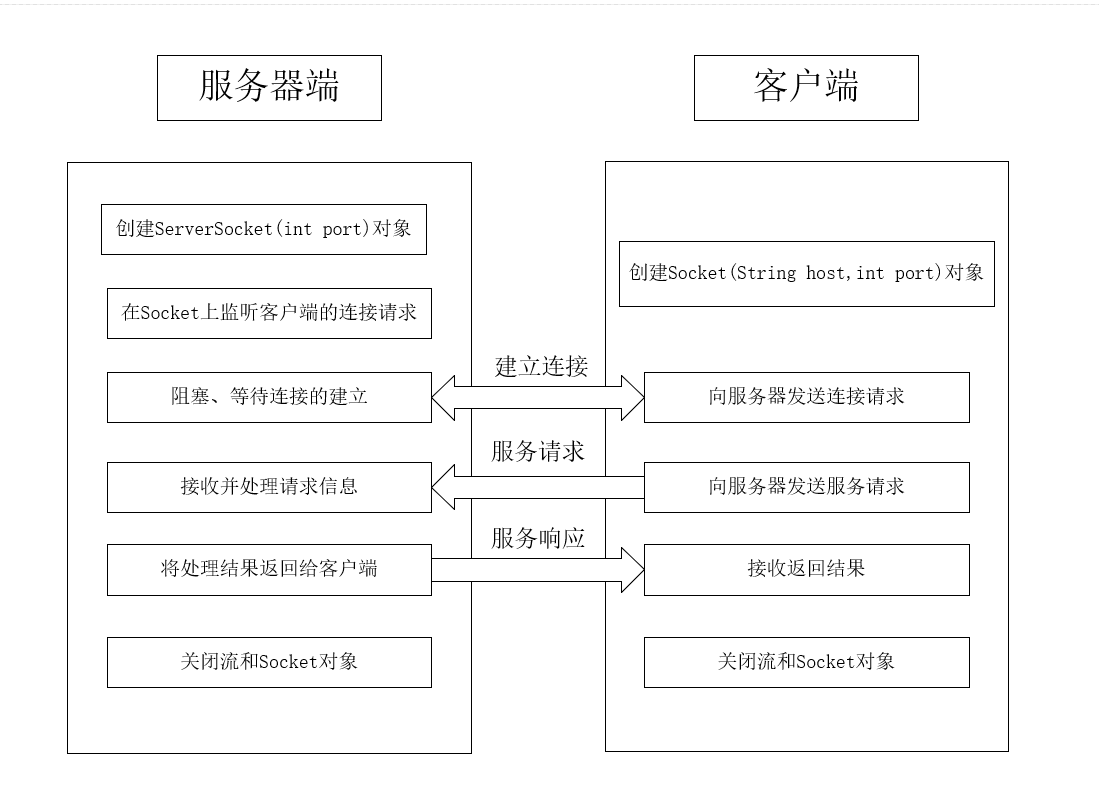 服务器端
客户端
创建ServerSocket(int port)对象
创建Socket(String host,int port)对象
在Socket上监听客户端的连接请求
建立连接
阻塞、等待连接的建立
向服务器发送连接请求
服务请求
接收并处理请求信息
向服务器发送服务请求
服务响应
将处理结果返回给客户端
接收返回结果
关闭流和Socket对象
关闭流和Socket对象